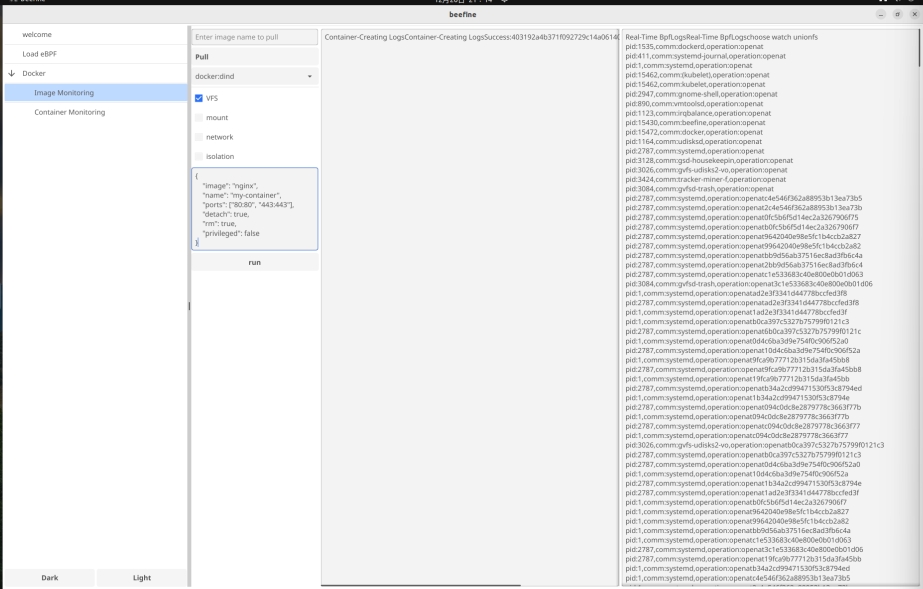 beefine
welcome
Load eBPF
Docker
Image Monitoring
Container Monitoring
Dark
Light
Enter image name to pull
Pull
docker:dind
VFS
mount
network
isolation
{
"image": "nginx",
"name": "my-container",
"ports": ["80:80", "443:443"],
"detach": true,
"rm": true,
"privileged": false
}
run
Container-Creating LogsContainer-Creating LogsSuccess:403192a4b371f092729c14a0614
Real-Time BpfLogsReal-Time BpfLogschoose watch unionfs
pid:1535,comm:dockerd,operation:openat
pid:411,comm:systemd-journal,operation:openat
pid:1,comm:systemd,operation:openat
pid:15462,comm:(kubelet),operation:openat
pid:15462,comm:kubelet,operation:openat
pid:2947,comm:gnome-shell,operation:openat
pid:890,comm:vmtoolsd,operation:openat
pid:1123,comm:irqbalance,operation:openat
pid:15430,comm:beefine,operation:openat
pid:15472,comm:docker,operation:openat
pid:1164,comm:udisksd,operation:openat
pid:2787,comm:systemd,operation:openat
pid:3128,comm:gsd-housekeepin,operation:openat
pid:3026,comm:gvfs-udisks2-vo,operation:openat
pid:3424,comm:tracker-miner-f,operation:openat
pid:3084,comm:gvfsd-trash,operation:openat
pid:2787,comm:systemd,operation:openatc4e546f362a88953b13ea73b5
pid:2787,comm:systemd,operation:openat2c4e546f362a88953b13ea73b
pid:2787,comm:systemd,operation:openat0fc5b6f5d14ec2a3267906f75
pid:2787,comm:systemd,operation:openatb0fc5b6f5d14ec2a3267906f7
pid:2787,comm:systemd,operation:openat9642040e98e5fc1b4ccb2a827
pid:2787,comm:systemd,operation:openat99642040e98e5fc1b4ccb2a82
pid:2787,comm:systemd,operation:openatbb9d56ab37516ec8ad3fb6c4a
pid:2787,comm:systemd,operation:openat2bb9d56ab37516ec8ad3fb6c4
pid:2787,comm:systemd,operation:openatc1e533683c40e800e0b01d063
pid:3084,comm:gvfsd-trash,operation:openat3c1e533683c40e800e0b01d06
pid:1,comm:systemd,operation:openatad2e3f3341d44778bccfed3f8
pid:2787,comm:systemd,operation:openatad2e3f3341d44778bccfed3f8
pid:1,comm:systemd,operation:openat1ad2e3f3341d44778bccfed3f
pid:1,comm:systemd,operation:openatb0ca397c5327b75799f0121c3
pid:2787,comm:systemd,operation:openat6b0ca397c5327b75799f0121c
pid:1,comm:systemd,operation:openat0d4c6ba3d9e754f0c906f52a0
pid:2787,comm:systemd,operation:openat10d4c6ba3d9e754f0c906f52a
pid:1,comm:systemd,operation:openat9fca9b77712b315da3fa45bb8
pid:2787,comm:systemd,operation:openat9fca9b77712b315da3fa45bb8
pid:1,comm:systemd,operation:openat19fca9b77712b315da3fa45bb
pid:2787,comm:systemd,operation:openatb34a2cd99471530f53c8794ed
pid:1,comm:systemd,operation:openat1b34a2cd99471530f53c8794e
pid:2787,comm:systemd,operation:openat094c0dc8e2879778c3663f77b
pid:1,comm:systemd,operation:openat094c0dc8e2879778c3663f77b
pid:2787,comm:systemd,operation:openatc094c0dc8e2879778c3663f77
pid:1,comm:systemd,operation:openatc094c0dc8e2879778c3663f77
pid:3026,comm:gvfs-udisks2-vo,operation:openatb0ca397c5327b75799f0121c3
pid:2787,comm:systemd,operation:openatb0ca397c5327b75799f0121c3
pid:2787,comm:systemd,operation:openat0d4c6ba3d9e754f0c906f52a0
pid:1,comm:systemd,operation:openat10d4c6ba3d9e754f0c906f52a
pid:2787,comm:systemd,operation:openat1b34a2cd99471530f53c8794e
pid:2787,comm:systemd,operation:openat1ad2e3f3341d44778bccfed3f
pid:1,comm:systemd,operation:openatb0fc5b6f5d14ec2a3267906f7
pid:1,comm:systemd,operation:openat9642040e98e5fc1b4ccb2a827
pid:1,comm:systemd,operation:openat99642040e98e5fc1b4ccb2a82
pid:1,comm:systemd,operation:openatbb9d56ab37516ec8ad3fb6c4a
pid:1,comm:systemd,operation:openatc1e533683c40e800e0b01d063
pid:2787,comm:systemd,operation:openat3c1e533683c40e800e0b01d06
pid:2787,comm:systemd,operation:openat19fca9b77712b315da3fa45bb
pid:2787,comm:systemd,operation:openatb34a2cd99471530f53c8794ed
pid:1,comm:systemd,operation:openatc4e546f362a88953b13ea73b5